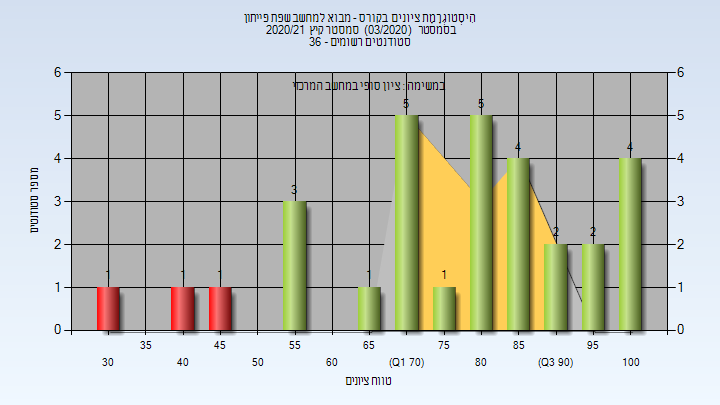 היסטוגרמת ציונים בקורס - מבוא למחשב שפת פייתון
בסמסטר (03/2020) סמסטר קיץ 2020/21
סטודנטים רשומים - 36
במשימה : ציון סופי במחשב המרכזי
מספר סטודנטים
6 6
5 5
4 4
3 3
2 2
1 1
0 0
1 1 1 3 1 5 1 5 4 2 2 4
35 45 55 65 75 85 95
30 40 50 60 (Q1 70) 80 (Q3 90) 100
טווח ציונים